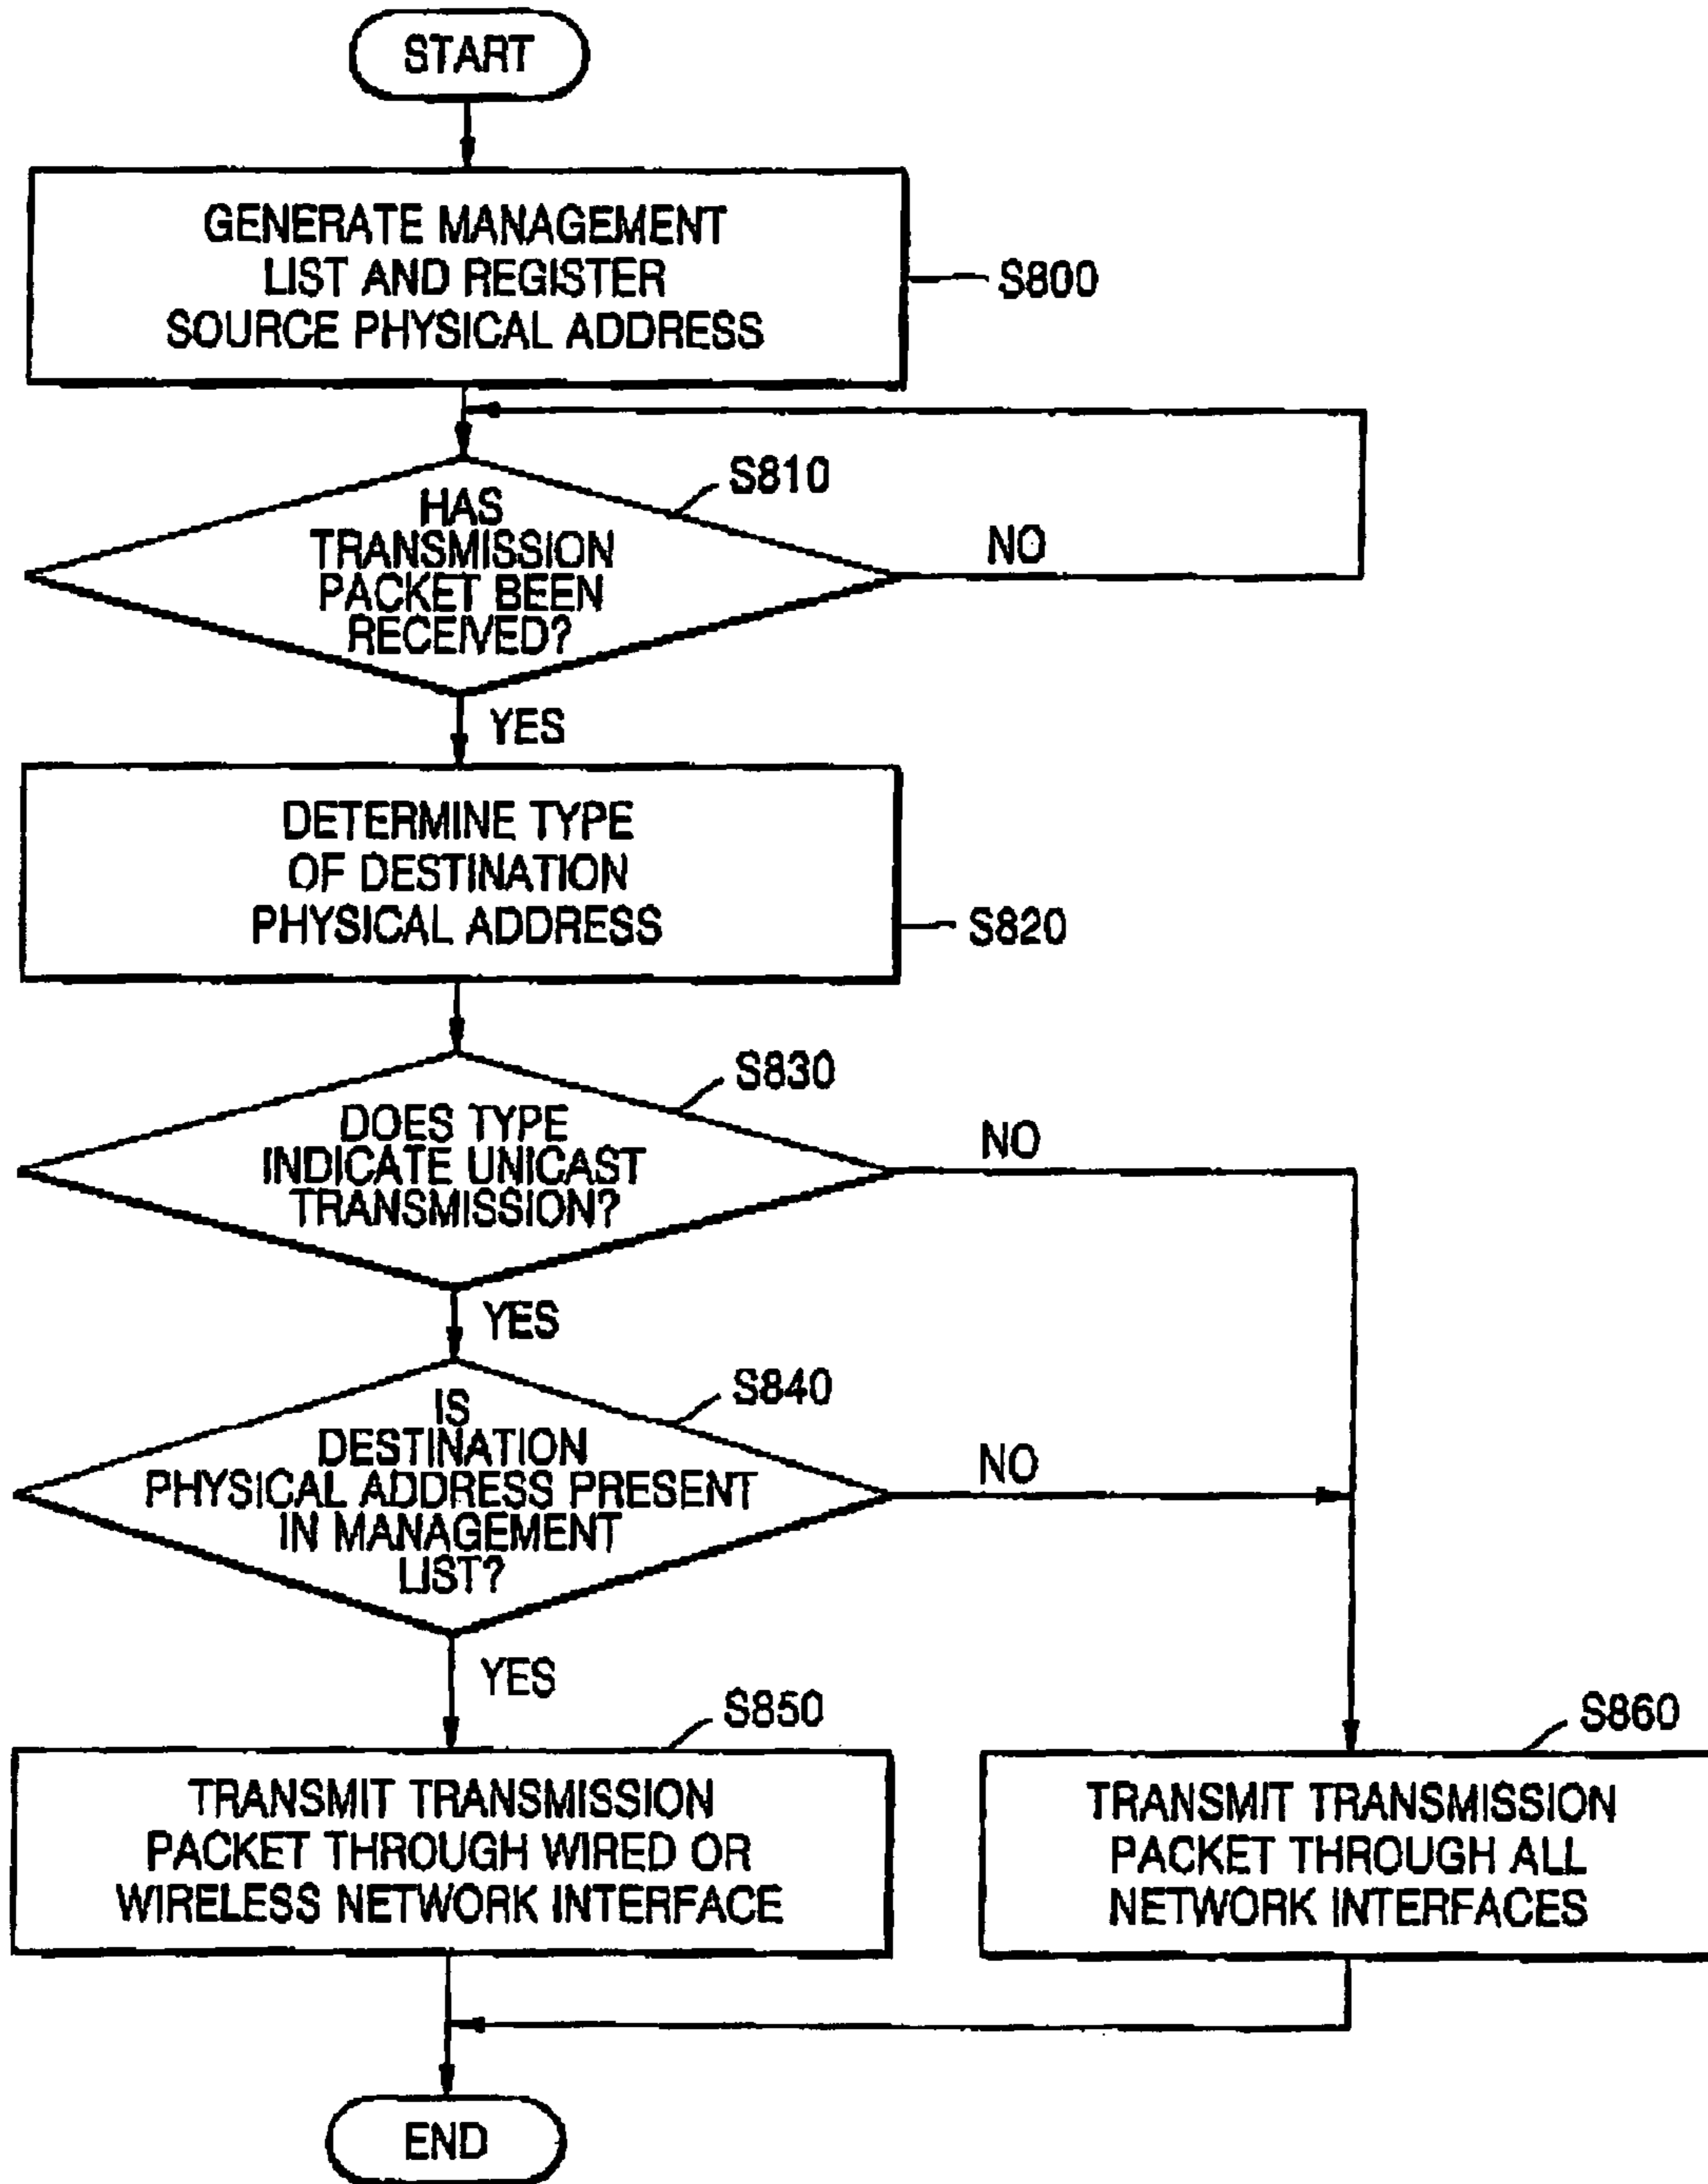 START
GENERATE MANAGEMENT
LIST AND REGISTER
SOURCE PHYSICAL ADDRESS
S800
S810
HAS
TRANSMISSION
PACKET BEEN
RECEIVED?
NO
YES
DETERMINE TYPE
OF DESTINATION
PHYSICAL ADDRESS
S820
S830
DOES TYPE
INDICATE UNICAST
TRANSMISSION?
NO
YES
S840
IS
DESTINATION
PHYSICAL ADDRESS PRESENT
IN MANAGEMENT
LIST?
NO
YES
S850
TRANSMIT TRANSMISSION
PACKET THROUGH WIRED OR
WIRELESS NETWORK INTERFACE
S860
TRANSMIT TRANSMISSION
PACKET THROUGH ALL
NETWORK INTERFACES
END